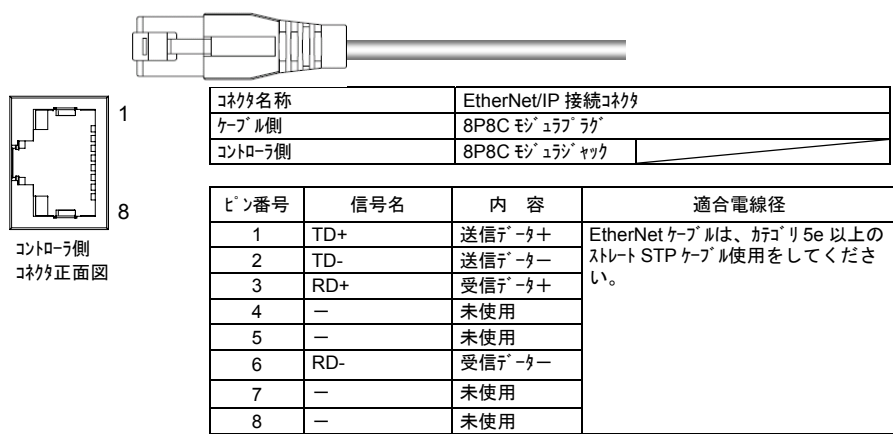 コネクタ名称 EtherNet/IP 接続コネクタ
ケーブル側 8P8C モジュラプラグ
コントローラ側 8P8C モジュラジャック
1
8
コントローラ側
コネクタ正面図
ピン番号 信号名 内 容 適合電線径
1 TD+ 送信データ+ EtherNet ケーブルは、カテゴリ 5e 以上の
2 TD- 送信データ- ストレート STP ケーブル使用をしてくださ
3 RD+ 受信データ+ い。
4 － 未使用
5 － 未使用
6 RD- 受信データ-
7 － 未使用
8 － 未使用